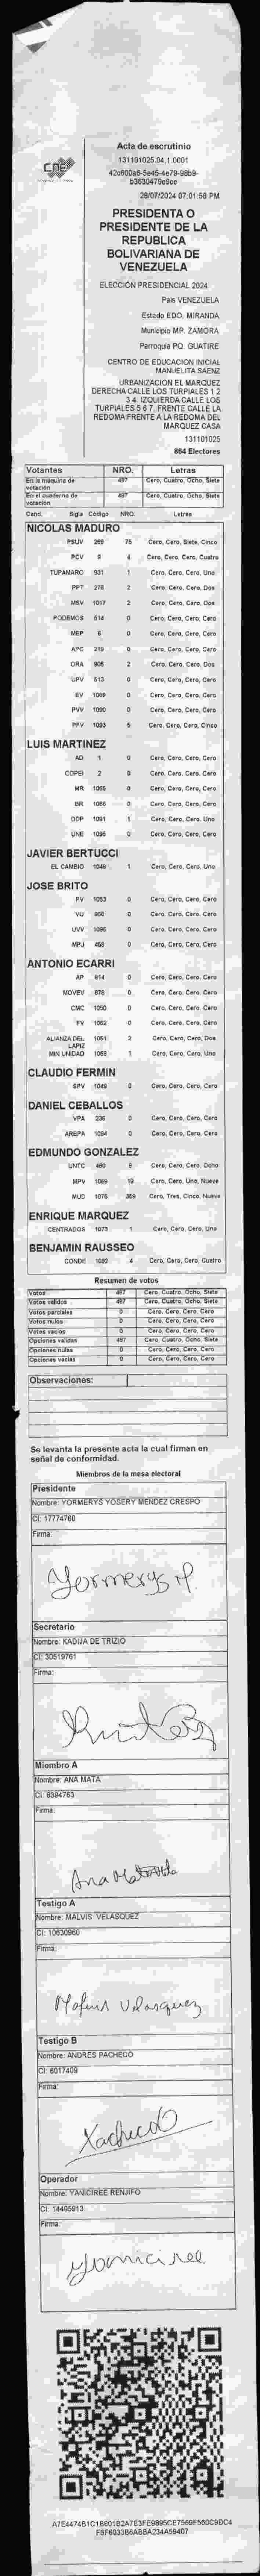 CNE
Acta de escrutinio
131101025.04.1.0001
28/07/2024 07:01:58 PM
PRESIDENTA O
PRESIDENTE DE LA
REPUBLICA
BOLIVARIANA DE
VENEZUELA
ELECCIÓN PRESIDENCIAL 2024
País VENEZUELA
Estado EDO. MIRANDA
Municipio MP. ZAMORA
Parroquia PQ. GUATIRE
CENTRO DE EDUCACION INICIAL
MANUELITA SAENZ
URBANIZACION EL MARQUEZ
DERECHA CALLE LOS TURPIALES 1 2
3 4. IZQUIERDA CALLE LOS
TURPIALES 5 6 7. FRENTE CALLE LA
REDOMA FRENTE A LA REDOMA DEL
MARQUEZ CASA
131101025
864 Electores
Votantes NRO. Letras
En la maquina de votación 487 Cero, Cuatro, Ocho, Siete
En el cuaderno de votación 487 Cero, Cuatro, Ocho, Siete
Cand. Sigla Código NRO. Letras
NICOLAS MADURO
PSUV 269 75 Cero, Cero, Siete, Cinco
PCV 8 4 Cero, Cero, Cero, Cuatro
TUPAMARO 931 1 Cero, Cero, Cero, Uno
PPT 278 2 Cero, Cero, Cero, Dos
MSV 1017 2 Cero, Cero, Cero, Dos
PODEMOS 514 0 Cero, Cero, Cero, Cero
MEP 6 0 Cero, Cero, Cero, Cero
APC 219 0 Cero, Cero, Cero, Cero
ORA 906 2 Cero, Cero, Cero, Dos
UPV 513 0 Cero, Cero, Cero, Cero
EV 1089 0 Cero, Cero, Cero, Cero
PVV 1090 0 Cero, Cero, Cero, Cero
PFV 1093 5 Cero, Cero, Cero, Cinco
LUIS MARTINEZ
AD 1 0 Cero, Cero, Cero, Cero
COPEI 2 0 Cero, Cero, Cero, Cero
MR 1065 0 Cero, Cero, Cero, Cero
BR 1066 0 Cero, Cero, Cero, Cero
DDP 1091 1 Cero, Cero, Cero, Uno
UNE 1096 0 Cero, Cero, Cero, Cero
JAVIER BERTUCCI
EL CAMBIO 1048 1 Cero, Cero, Cero, Uno
JOSE BRITO
PV 1053 0 Cero, Cero, Cero, Cero
VU 868 0 Cero, Cero, Cero, Cero
UVV 1096 0 Cero, Cero, Cero, Cero
MPJ 458 0 Cero, Cero, Cero, Cero
ANTONIO ECARRI
AP 814 0 Cero, Cero, Cero, Cero
MOVEV 878 0 Cero, Cero, Cero, Cero
CMC 1050 0 Cero, Cero, Cero, Cero
FV 1062 0 Cero, Cero, Cero, Cero
ALIANZA DEL LAPIZ 1051 2 Cero, Cero, Cero, Dos
MIN UNIDAD 1068 1 Cero, Cero, Cero, Uno
CLAUDIO FERMIN
SPV 1049 0 Cero, Cero, Cero, Cero
DANIEL CEBALLOS
VPA 236 0 Cero, Cero, Cero, Cero
AREPA 1094 0 Cero, Cero, Cero, Cero
EDMUNDO GONZALEZ
UNTC 460 8 Cero, Cero, Cero, Ocho
MPV 1069 19 Cero, Cero, Uno, Nueve
MUD 1075 359 Cero, Tres, Cinco, Nueve
ENRIQUE MARQUEZ
CENTRADOS 1073 1 Cero, Cero, Cero, Uno
BENJAMIN RAUSSEO
CONDE 1082 4 Cero, Cero, Cero, Cuatro
Resumen de votos
Votos 487 Cero, Cuatro, Ocho, Siete
Votos validos 487 Cero, Cuatro, Ocho, Siete
Votos parciales 0 Cero, Cero, Cero, Cero
Votos nulos 0 Cero, Cero, Cero, Cero
Votos vacios 0 Cero, Cero, Cero, Cero
Opciones validas 487 Cero, Cuatro, Ocho, Siete
Opciones nulas 0 Cero, Cero, Cero, Cero
Opciones vacias 0 Cero, Cero, Cero, Cero
Observaciones:
Se levanta la presente acta la cual firman en
señal de conformidad.
Miembros de la mesa electoral
Presidente
Nombre: YORMERYS YOSERY MENDEZ CRESPO
CI: 17774760
Firma:
Yormerys
Secretario
Nombre: KADIJA DE TRIZIO
CI: 30519761
Firma:
Miembro A
Nombre: ANA MATA
CI: 8394763
Firma:
Ana Mata
Testigo A
Nombre: MALVIS VELASQUEZ
CI: 10630960
Firma:
Velasquez
Testigo B
Nombre: ANDRES PACHECO
CI: 6017409
Firma:
Operador
Nombre: YANICIREE RENJIFO
CI: 14495913
Firma: